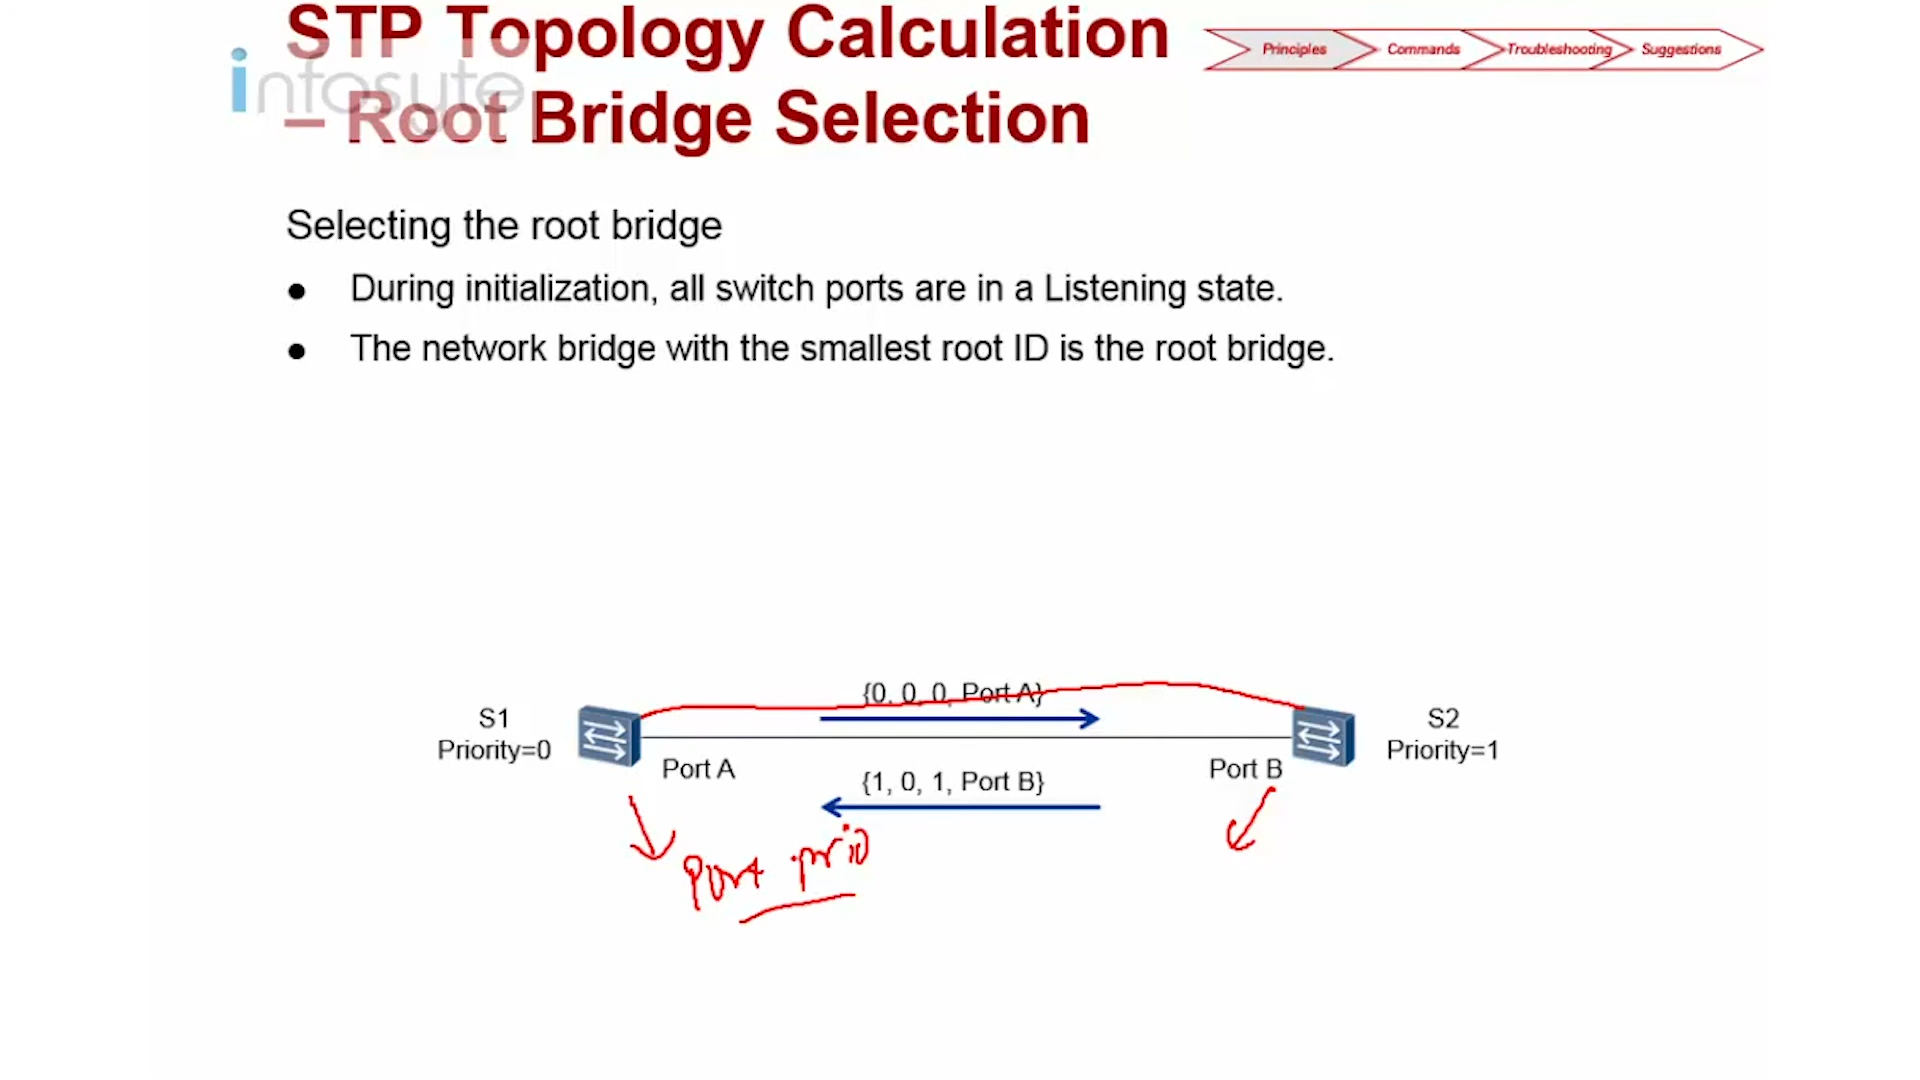 STP Topology Calculation
– Root Bridge Selection
infosyte
Principles Commands Troubleshooting Suggestions
Selecting the root bridge
● During initialization, all switch ports are in a Listening state.
● The network bridge with the smallest root ID is the root bridge.
{0, 0, 0, Port A}
S1
Priority=0
S2
Priority=1
Port A
Port B
{1, 0, 1, Port B}
Port prio